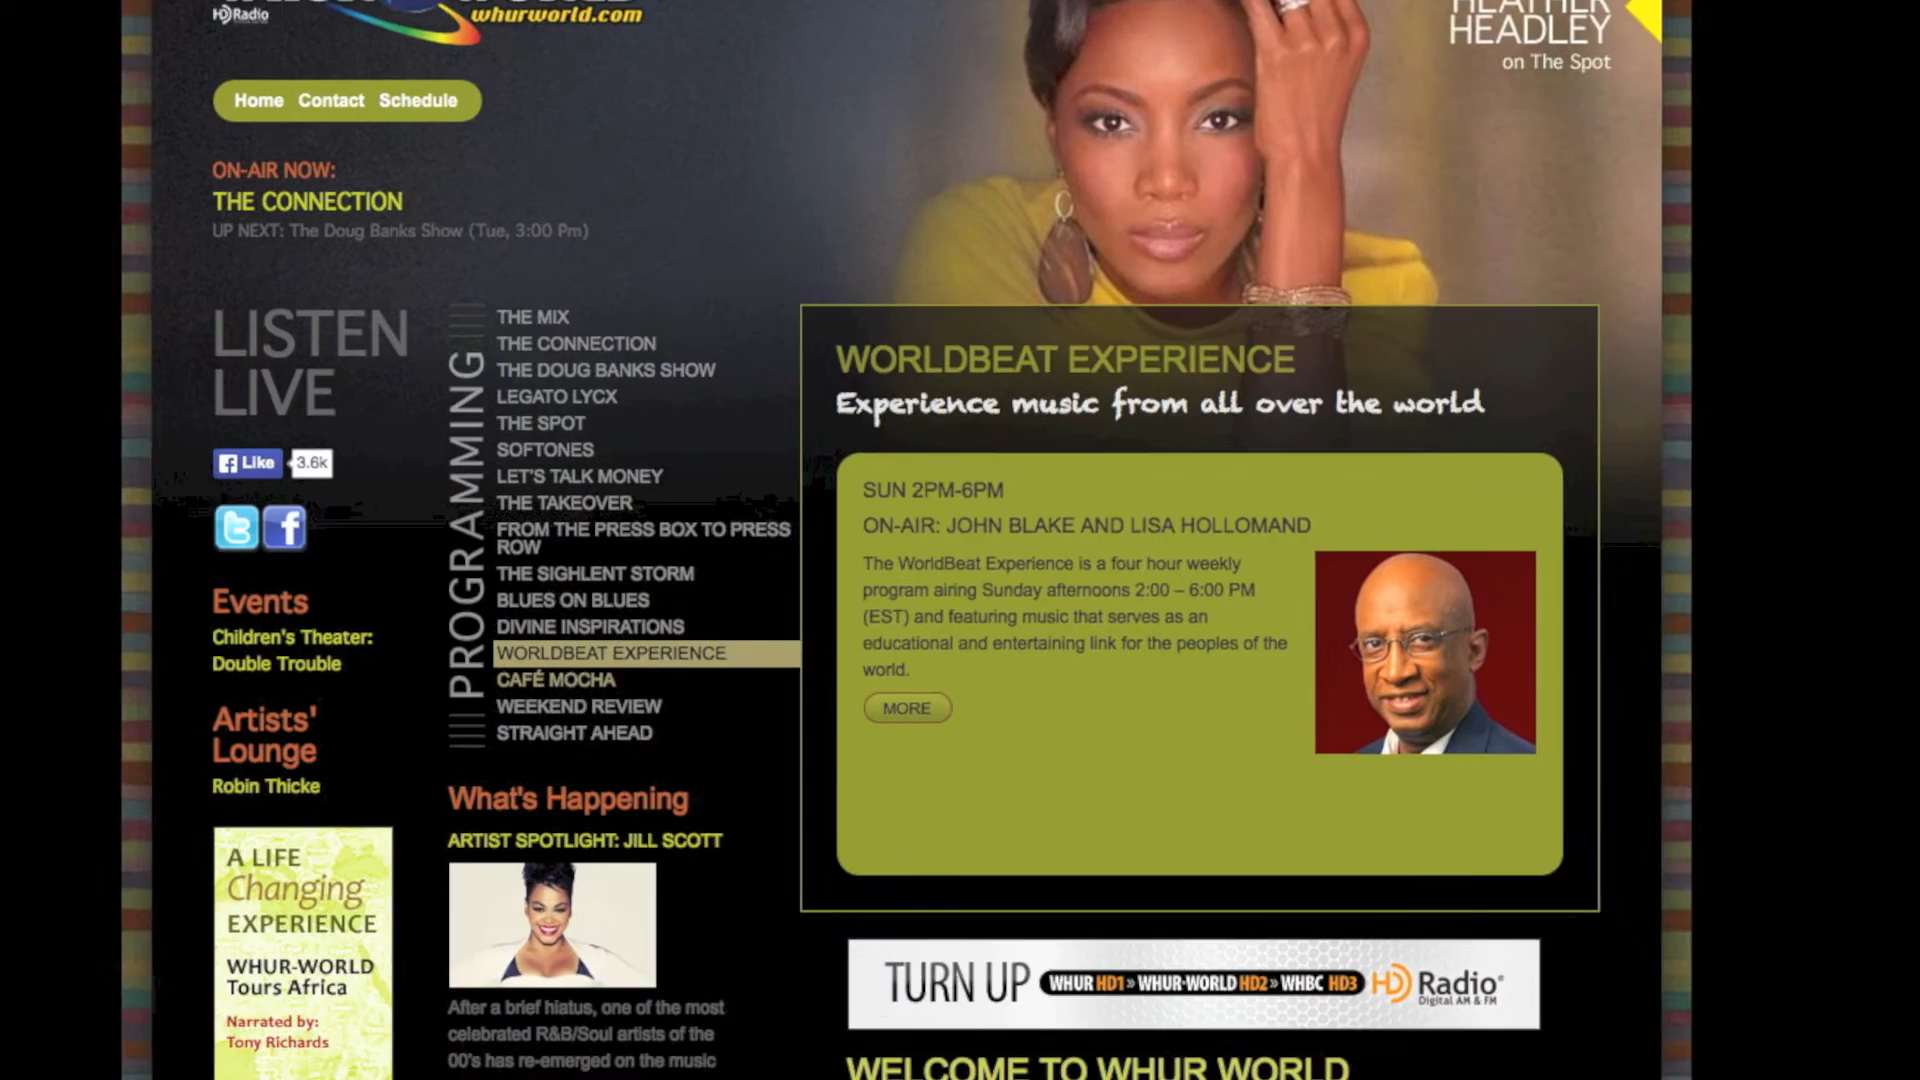 HD Radio
whurworld.com
HEATHER
HEADLEY
on The Spot
Home Contact Schedule
ON-AIR NOW:
THE CONNECTION
UP NEXT: The Doug Banks Show (Tue, 3:00 Pm)
LISTEN
LIVE
Like 3.6k
Events
Children's Theater:
Double Trouble
Artists'
Lounge
Robin Thicke
A LIFE
Changing
EXPERIENCE
WHUR-WORLD
Tours Africa
Narrated by:
Tony Richards
PROGRAMMING
THE MIX
THE CONNECTION
THE DOUG BANKS SHOW
LEGATO LYCX
THE SPOT
SOFTONES
LET'S TALK MONEY
THE TAKEOVER
FROM THE PRESS BOX TO PRESS
ROW
THE SIGHLENT STORM
BLUES ON BLUES
DIVINE INSPIRATIONS
WORLDBEAT EXPERIENCE
CAFÉ MOCHA
WEEKEND REVIEW
STRAIGHT AHEAD
What's Happening
ARTIST SPOTLIGHT: JILL SCOTT
After a brief hiatus, one of the most
celebrated R&B/Soul artists of the
00's has re-emerged on the music
WORLDBEAT EXPERIENCE
Experience music from all over the world
SUN 2PM-6PM
ON-AIR: JOHN BLAKE AND LISA HOLLOMAND
The WorldBeat Experience is a four hour weekly
program airing Sunday afternoons 2:00 – 6:00 PM
(EST) and featuring music that serves as an
educational and entertaining link for the peoples of the
world.
MORE
TURN UP WHUR HD1 » WHUR-WORLD HD2 » WHBC HD3 HD Radio®
Digital AM & FM
WELCOME TO WHUR WORLD